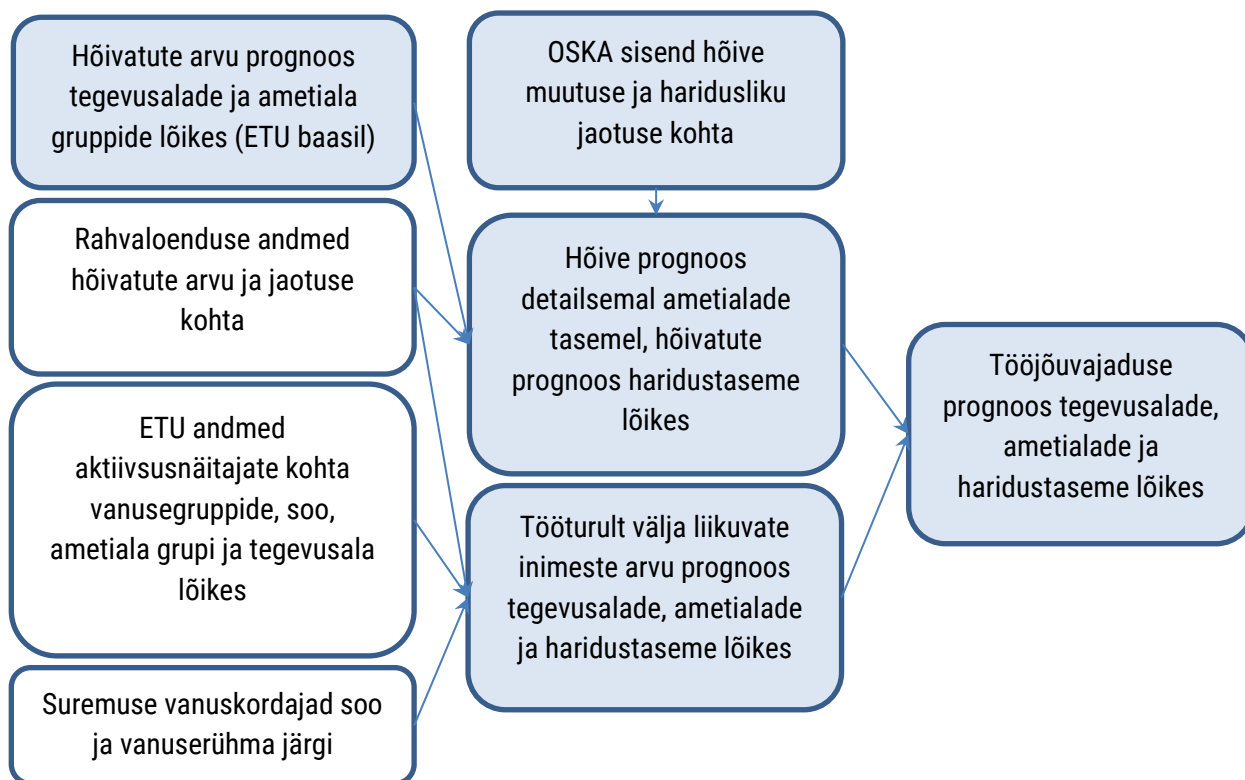 Hõivatute arvu prognoos
tegevusalade ja ametiala
gruppide lõikes (ETU baasil)
Rahvaloenduse andmed
hõivatute arvu ja jaotuse
kohta
ETU andmed
aktiivsusnäitajate kohta
vanusegruppide, soo,
ametiala grupi ja tegevusala
lõikes
Suremuse vanuskordajad soo
ja vanuserühma järgi
OSKA sisend hõive
muutuse ja haridusliku
jaotuse kohta
Hõive prognoos
detailsemal ametialade
tasemel, hõivatute
prognoos haridustaseme
lõikes
Tööturult välja liikuvate
inimeste arvu prognoos
tegevusalade, ametialade
ja haridustaseme lõikes
Tööjõuvajaduse
prognoos tegevusalade,
ametialade ja
haridustaseme lõikes